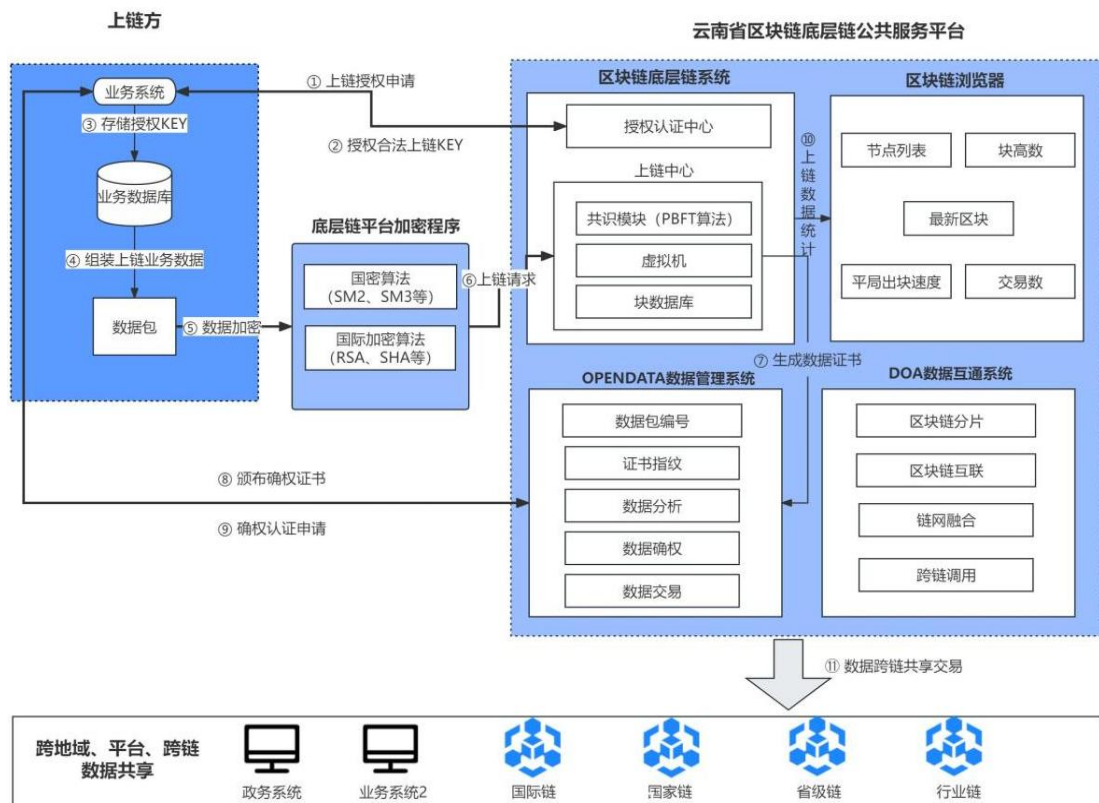 上链方
云南省区块链底层链公共服务平台
业务系统
① 上链授权申请
② 授权合法上链KEY
③ 存储授权KEY
业务数据库
④ 组装上链业务数据
数据包
⑤ 数据加密
底层链平台加密程序
国密算法
(SM2、SM3等)
国际加密算法
(RSA、SHA等)
⑥上链请求
区块链底层链系统
授权认证中心
上链中心
共识模块（PBFT算法）
虚拟机
块数据库
⑩上链数据统计
区块链浏览器
节点列表
块高数
最新区块
平局出块速度
交易数
⑦ 生成数据证书
OPENDATA数据管理系统
数据包编号
证书指纹
数据分析
数据确权
数据交易
DOA数据互通系统
区块链分片
区块链互联
链网融合
跨链调用
⑧ 颁布确权证书
⑨ 确权认证申请
⑪ 数据跨链共享交易
跨地域、平台、跨链
数据共享
政务系统
业务系统2
国际链
国家链
省级链
行业链